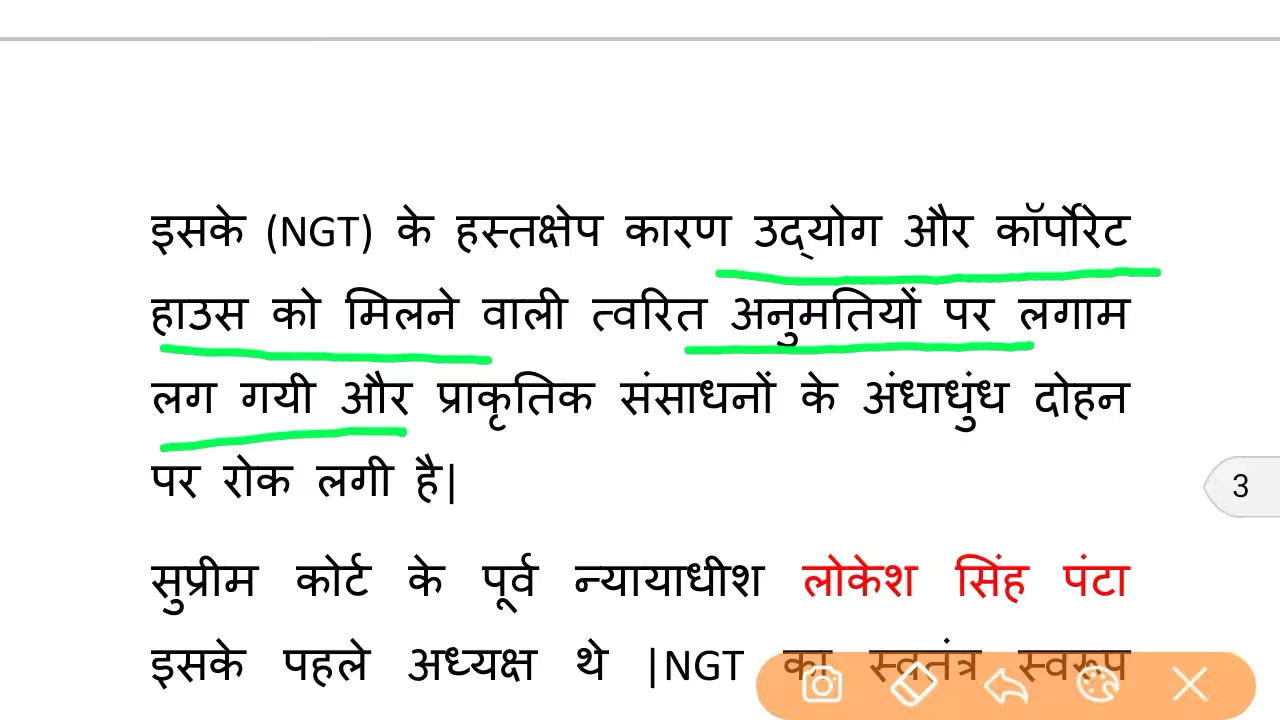 इसके (NGT) के हस्तक्षेप कारण उद्योग और कॉर्पोरेट
हाउस को मिलने वाली त्वरित अनुमतियों पर लगाम
लग गयी और प्राकृतिक संसाधनों के अंधाधुंध दोहन
पर रोक लगी है|
3
सुप्रीम कोर्ट के पूर्व न्यायाधीश लोकेश सिंह पंटा
इसके पहले अध्यक्ष थे |NGT का स्वतंत्र स्वरूप